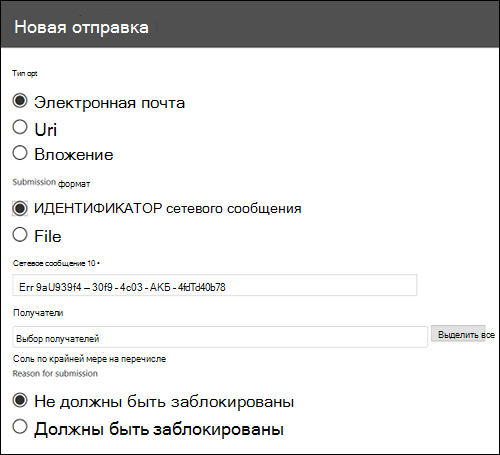 Новая отправка
Тип opt
Электронная почта
Uri
Вложение
Submission формат
ИДЕНТИФИКАТОР сетевого сообщения
File
Сетевое сообщение 10 •
Err 9aU939f4 – 30f9 - 4c03 - АКБ - 4fdTd40b78
Получатели
Выбор получателей
Выделить все
Соль по крайней мере на перечисле
Reason for submission
Не должны быть заблокированы
Должны быть заблокированы